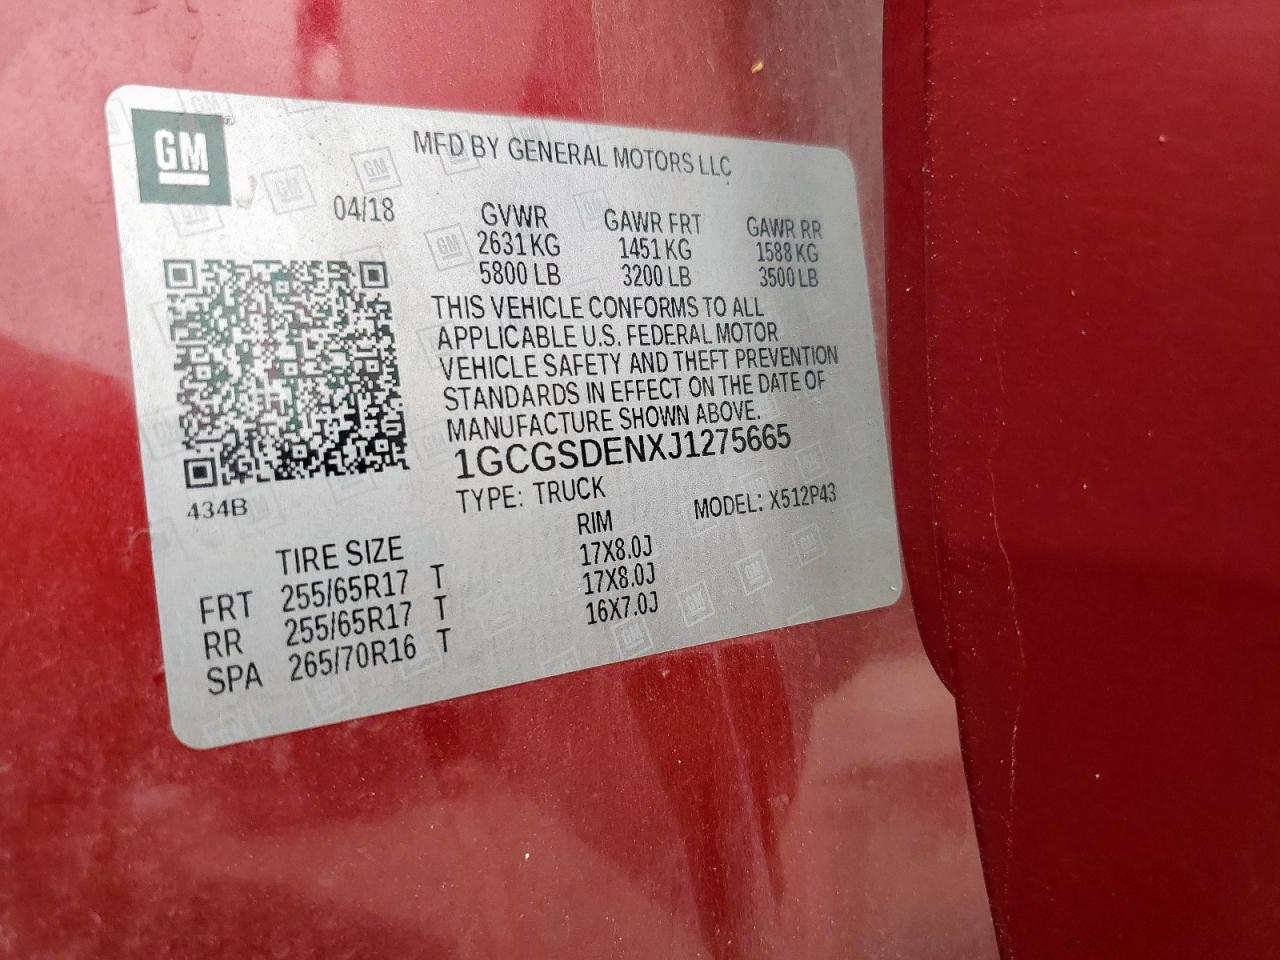 GM
MFD BY GENERAL MOTORS LLC
04/18
GVWR GAWR FRT GAWR RR
2631 KG 1451 KG 1588 KG
5800 LB 3200 LB 3500 LB
THIS VEHICLE CONFORMS TO ALL
APPLICABLE U.S. FEDERAL MOTOR
VEHICLE SAFETY AND THEFT PREVENTION
STANDARDS IN EFFECT ON THE DATE OF
MANUFACTURE SHOWN ABOVE.
1GCGSDENXJ1275665
434B
TYPE: TRUCK MODEL: X512P43
TIRE SIZE RIM
FRT 255/65R17 T 17X8.0J
RR 255/65R17 T 17X8.0J
SPA 265/70R16 T 16X7.0J